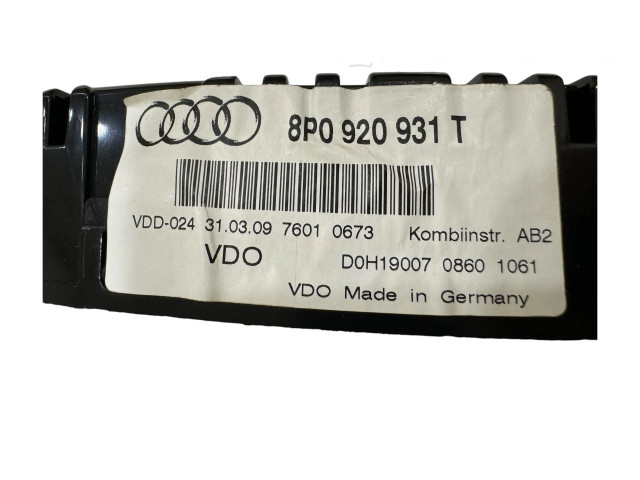 8P0 920 931 T
VDD-024 31.03.09 7601 0673 Kombiinstr. AB2
VDO D0H19007 0860 1061
VDO Made in Germany